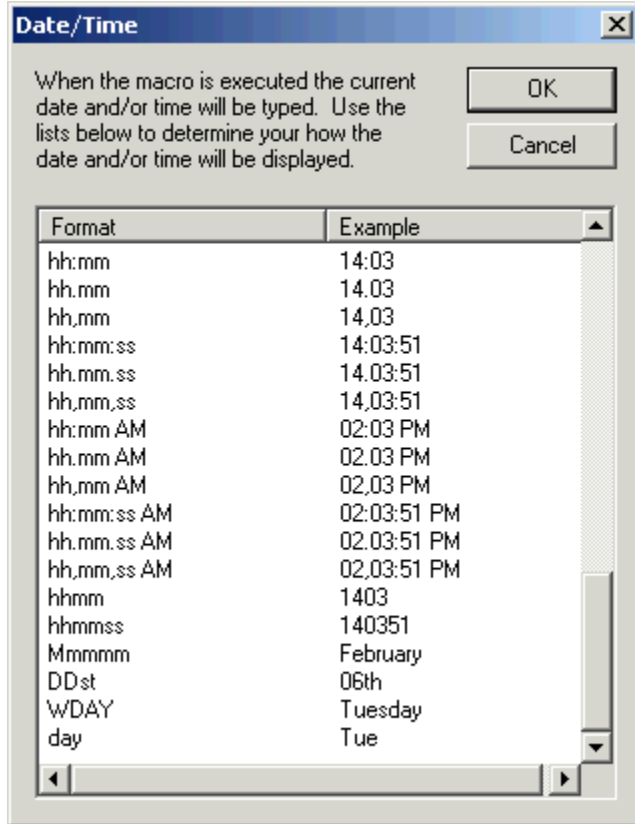 Date/Time
When the macro is executed the current
date and/or time will be typed. Use the
lists below to determine your how the
date and/or time will be displayed.
OK
Cancel
Format Example
hh:mm 14:03
hh.mm 14.03
hh,mm 14,03
hh:mm:ss 14:03:51
hh.mm.ss 14.03:51
hh,mm,ss 14,03:51
hh:mm AM 02:03 PM
hh.mm AM 02.03 PM
hh,mm AM 02,03 PM
hh:mm:ss AM 02:03:51 PM
hh.mm.ss AM 02.03:51 PM
hh,mm,ss AM 02,03:51 PM
hhmm 1403
hhmmss 140351
Mmmmm February
DDst 06th
WDAY Tuesday
day Tue